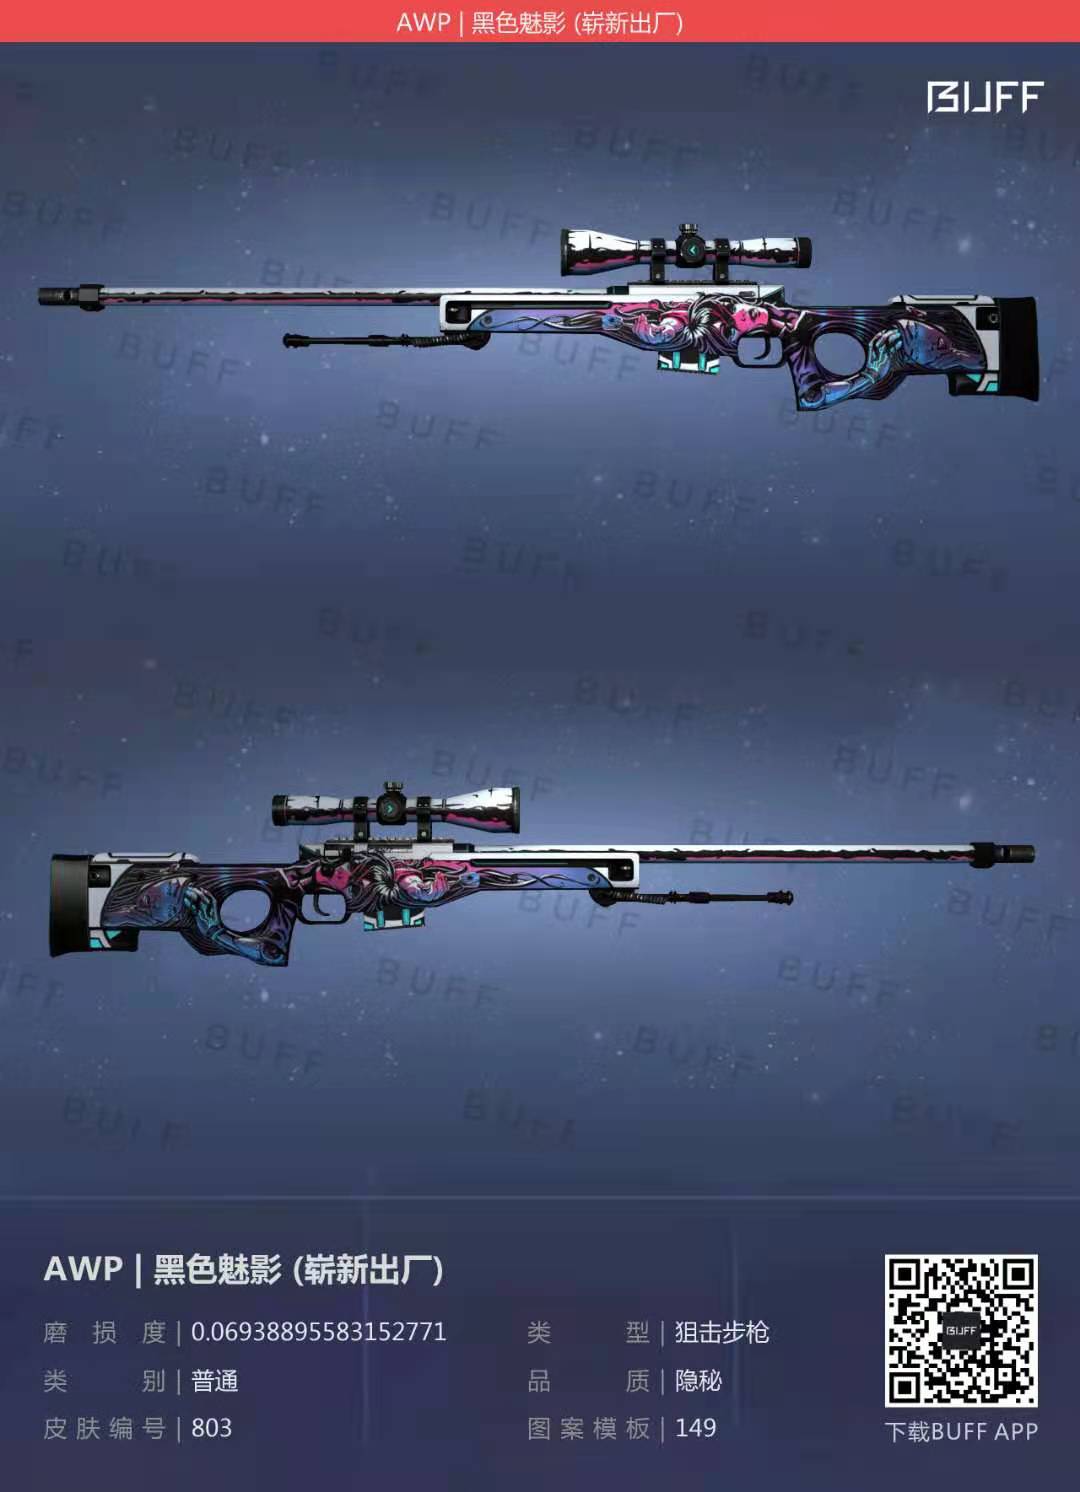 AWP | 黑色魅影 (崭新出厂)
BUFF
AWP | 黑色魅影 (崭新出厂)
磨损度 | 0.06938895583152771
类型 | 狙击步枪
类别 | 普通
品质 | 隐秘
皮肤编号 | 803
图案模板 | 149
BUFF
下载BUFF APP